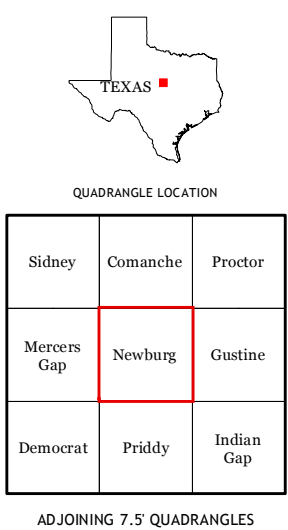 TEXAS
QUADRANGLE LOCATION
Sidney
Comanche
Proctor
Mercers
Gap
Newburg
Gustine
Democrat
Priddy
Indian
Gap
ADJOINING 7.5' QUADRANGLES